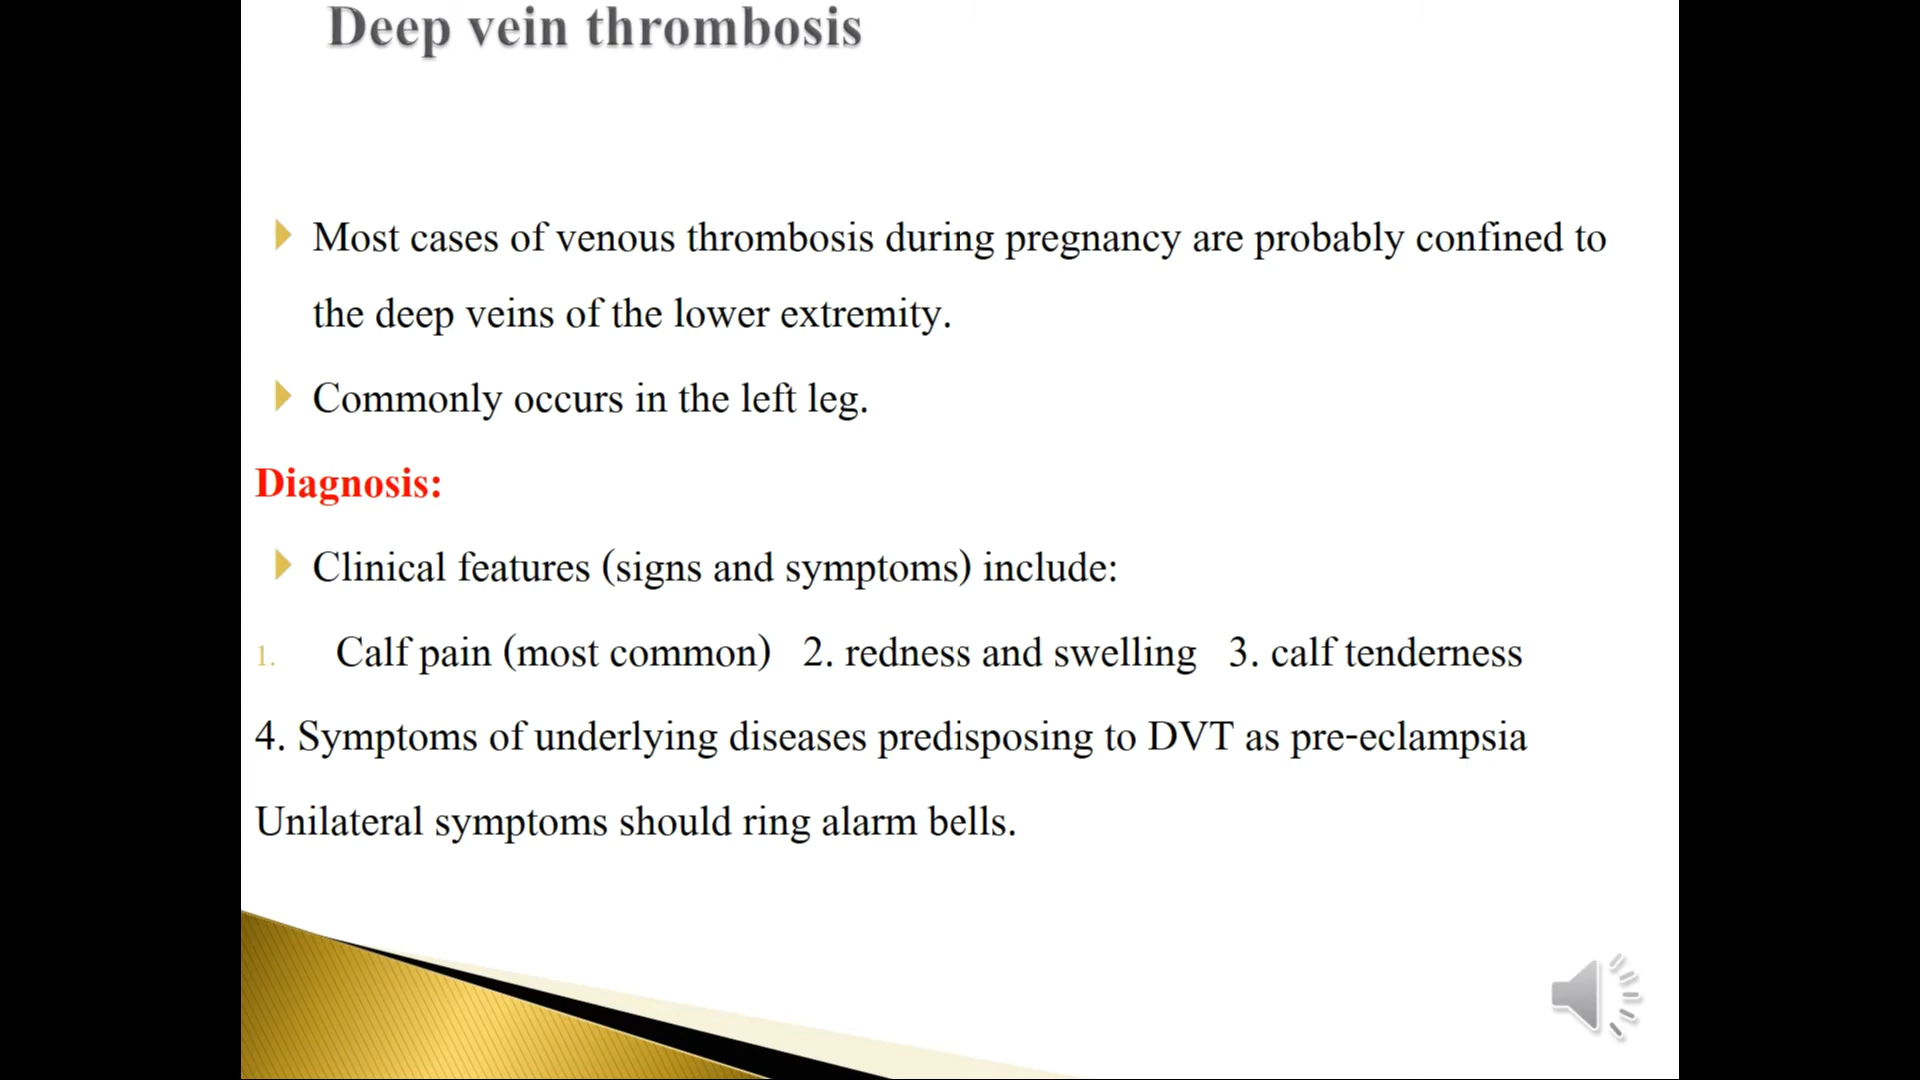 Deep vein thrombosis
Most cases of venous thrombosis during pregnancy are probably confined to
the deep veins of the lower extremity.
Commonly occurs in the left leg.
Diagnosis:
Clinical features (signs and symptoms) include:
1. Calf pain (most common) 2. redness and swelling 3. calf tenderness
4. Symptoms of underlying diseases predisposing to DVT as pre-eclampsia
Unilateral symptoms should ring alarm bells.